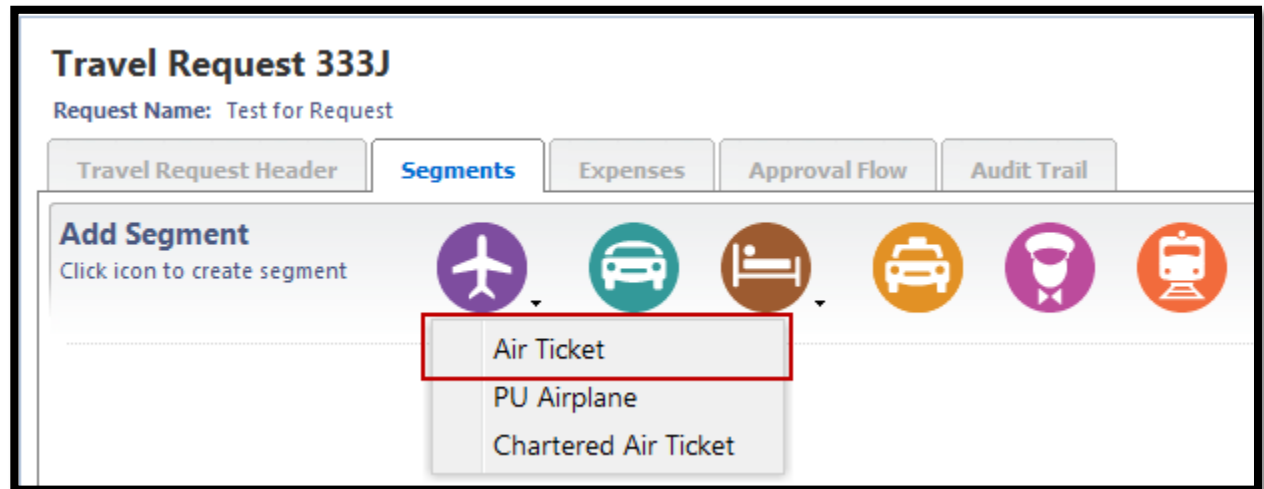 Travel Request 333J
Request Name: Test for Request
Travel Request Header Segments Expenses Approval Flow Audit Trail
Add Segment
Click icon to create segment
Air Ticket
PU Airplane
Chartered Air Ticket